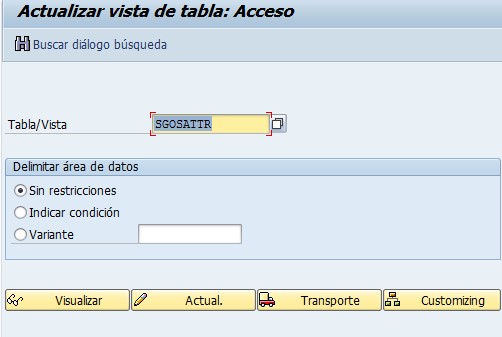 Actualizar vista de tabla: Acceso
Buscar diálogo búsqueda
Tabla/Vista SGOSATTR
Delimitar área de datos
Sin restricciones
Indicar condición
Variante
Visualizar Actual. Transporte Customizing